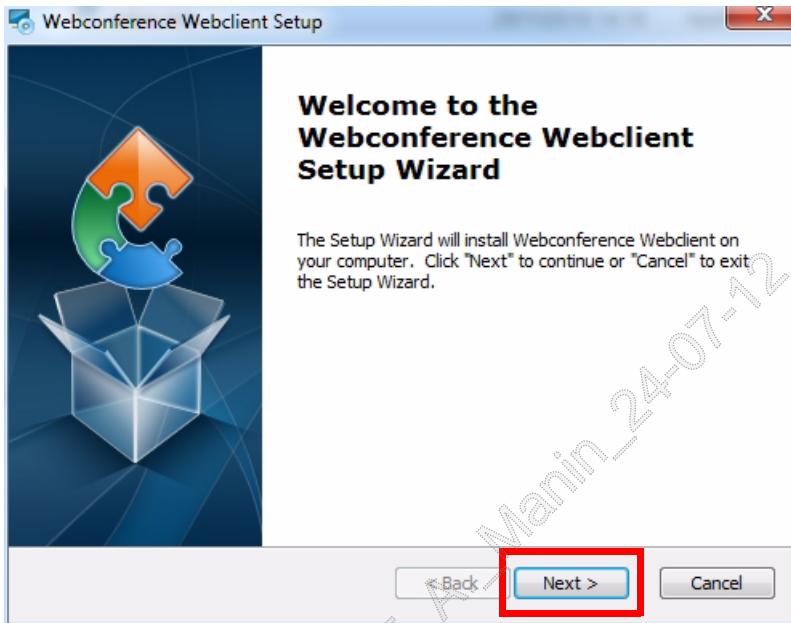 Webconference Webclient Setup
Welcome to the
Webconference Webclient
Setup Wizard
The Setup Wizard will install Webconference Webclient on
your computer. Click "Next" to continue or "Cancel" to exit
the Setup Wizard.
< Back
Next >
Cancel
Manin_24-07-12